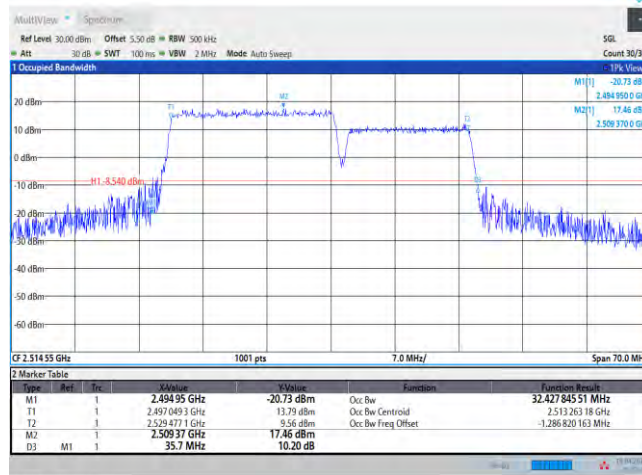 MultiView Spectrum
Ref Level 30.00 dBm Offset 5.50 dB RBW 500 kHz SGL
Att 30 dB SWT 100 ms VBW 2 MHz Mode Auto Sweep Count 30/3
1 Occupied Bandwidth 1Pk View
M1[1] -20.73 dB
2.494 950 0 G
M2[1] 17.46 dB
2.509 370 0 G
M2
T1
T2
20 dBm
10 dBm
0 dBm
H1 -8.540 dBm
-10 dBm
-20 dBm
-30 dBm
-40 dBm
-50 dBm
-60 dBm
CF 2.514 55 GHz 1001 pts 7.0 MHz/ Span 70.0 MH
2 Marker Table
Type Ref Trc X-Value Y-Value Function Function Result
M1 1 2.494 95 GHz -20.73 dBm Occ Bw 32.427 845 51 MHz
T1 1 2.497 049 3 GHz 13.79 dBm Occ Bw Centroid 2.513 263 18 GHz
T2 1 2.529 477 1 GHz 9.56 dBm Occ Bw Freq Offset -1.286 820 163 MHz
M2 1 2.509 37 GHz 17.46 dBm
D3 M1 1 35.7 MHz 10.20 dB